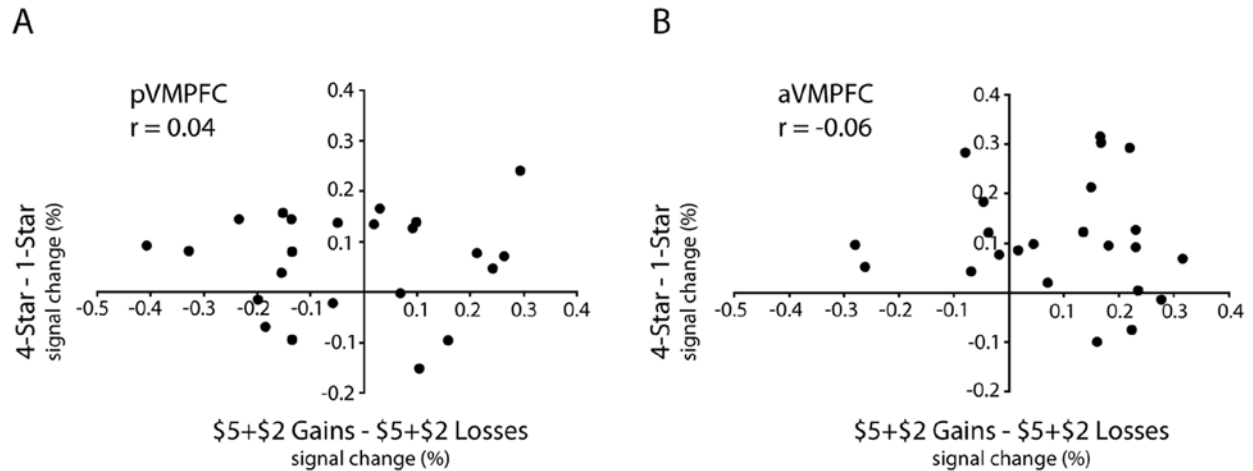 A
pVMPFC
r = 0.04
0.4
0.3
0.2
0.1
-0.1
-0.2
-0.5
-0.4
-0.3
-0.2
-0.1
0.1
0.2
0.3
0.4
4-Star - 1-Star
signal change (%)
$5+$2 Gains - $5+$2 Losses
signal change (%)
B
aVMPFC
r = -0.06
0.4
0.3
0.2
0.1
-0.1
-0.2
-0.5
-0.4
-0.3
-0.2
-0.1
0.1
0.2
0.3
0.4
4-Star - 1-Star
signal change (%)
$5+$2 Gains - $5+$2 Losses
signal change (%)